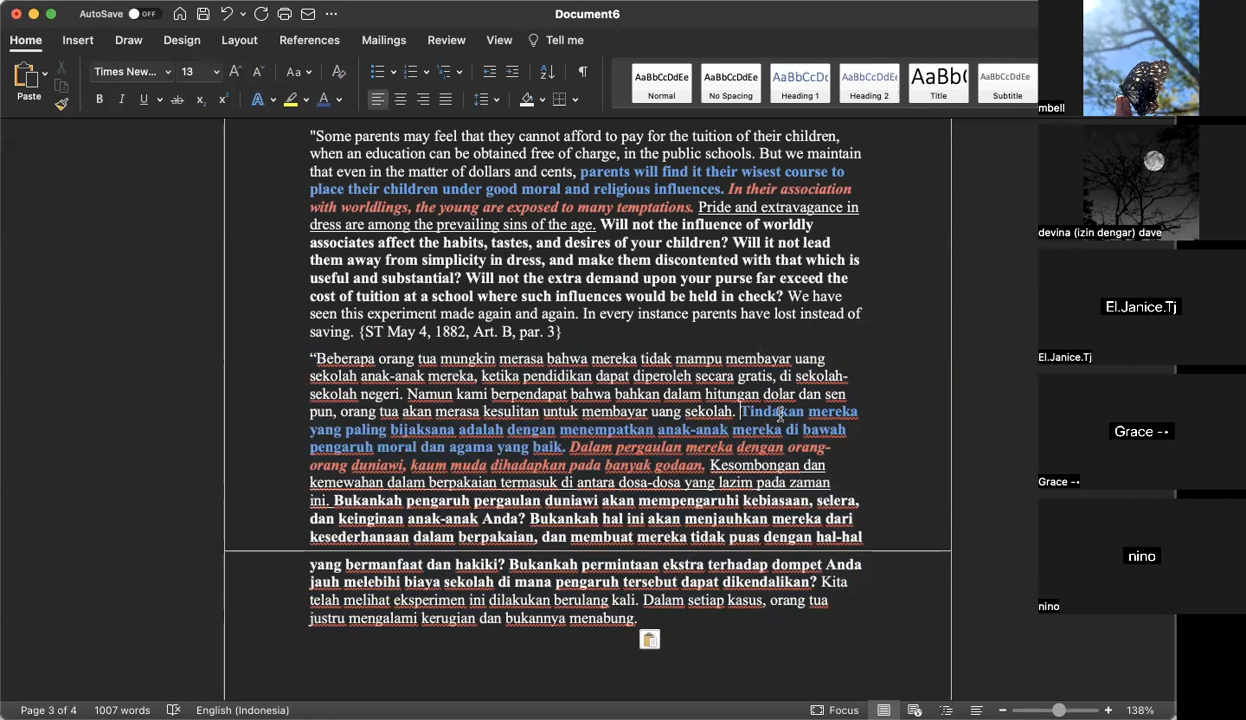 AutoSave OFF
Document6
Home Insert Draw Design Layout References Mailings Review View Tell me
Paste
Times New... 13
AaBbCcDdEe AaBbCcDdEe AaBbCcDc AaBbCcDdEe AaBb( AaBbCcDdEe
Normal No Spacing Heading 1 Heading 2 Title Subtitle
"Some parents may feel that they cannot afford to pay for the tuition of their children,
when an education can be obtained free of charge, in the public schools. But we maintain
that even in the matter of dollars and cents, parents will find it their wisest course to
place their children under good moral and religious influences. In their association
with worldlings, the young are exposed to many temptations. Pride and extravagance in
dress are among the prevailing sins of the age. Will not the influence of worldly
associates affect the habits, tastes, and desires of your children? Will it not lead
them away from simplicity in dress, and make them discontented with that which is
useful and substantial? Will not the extra demand upon your purse far exceed the
cost of tuition at a school where such influences would be held in check? We have
seen this experiment made again and again. In every instance parents have lost instead of
saving. {ST May 4, 1882, Art. B, par. 3}
“Beberapa orang tua mungkin merasa bahwa mereka tidak mampu membayar uang
sekolah anak-anak mereka, ketika pendidikan dapat diperoleh secara gratis, di sekolah-
sekolah negeri. Namun kami berpendapat bahwa bahkan dalam hitungan dolar dan sen
pun, orang tua akan merasa kesulitan untuk membayar uang sekolah. Tindakan mereka
yang paling bijaksana adalah dengan menempatkan anak-anak mereka di bawah
pengaruh moral dan agama yang baik. Dalam pergaulan mereka dengan orang-
orang duniawi, kaum muda dihadapkan pada banyak godaan. Kesombongan dan
kemewahan dalam berpakaian termasuk di antara dosa-dosa yang lazim pada zaman
ini. Bukankah pengaruh pergaulan duniawi akan mempengaruhi kebiasaan, selera,
dan keinginan anak-anak Anda? Bukankah hal ini akan menjauhkan mereka dari
kesederhanaan dalam berpakaian, dan membuat mereka tidak puas dengan hal-hal
yang bermanfaat dan hakiki? Bukankah permintaan ekstra terhadap dompet Anda
jauh melebihi biaya sekolah di mana pengaruh tersebut dapat dikendalikan? Kita
telah melihat eksperimen ini dilakukan berulang kali. Dalam setiap kasus, orang tua
justru mengalami kerugian dan bukannya menabung.
Page 3 of 4 1007 words English (Indonesia) Focus 138%
mbell
devina (izin dengar) dave
El.Janice.Tj
El.Janice.Tj
Grace -•
Grace -•
nino
nino